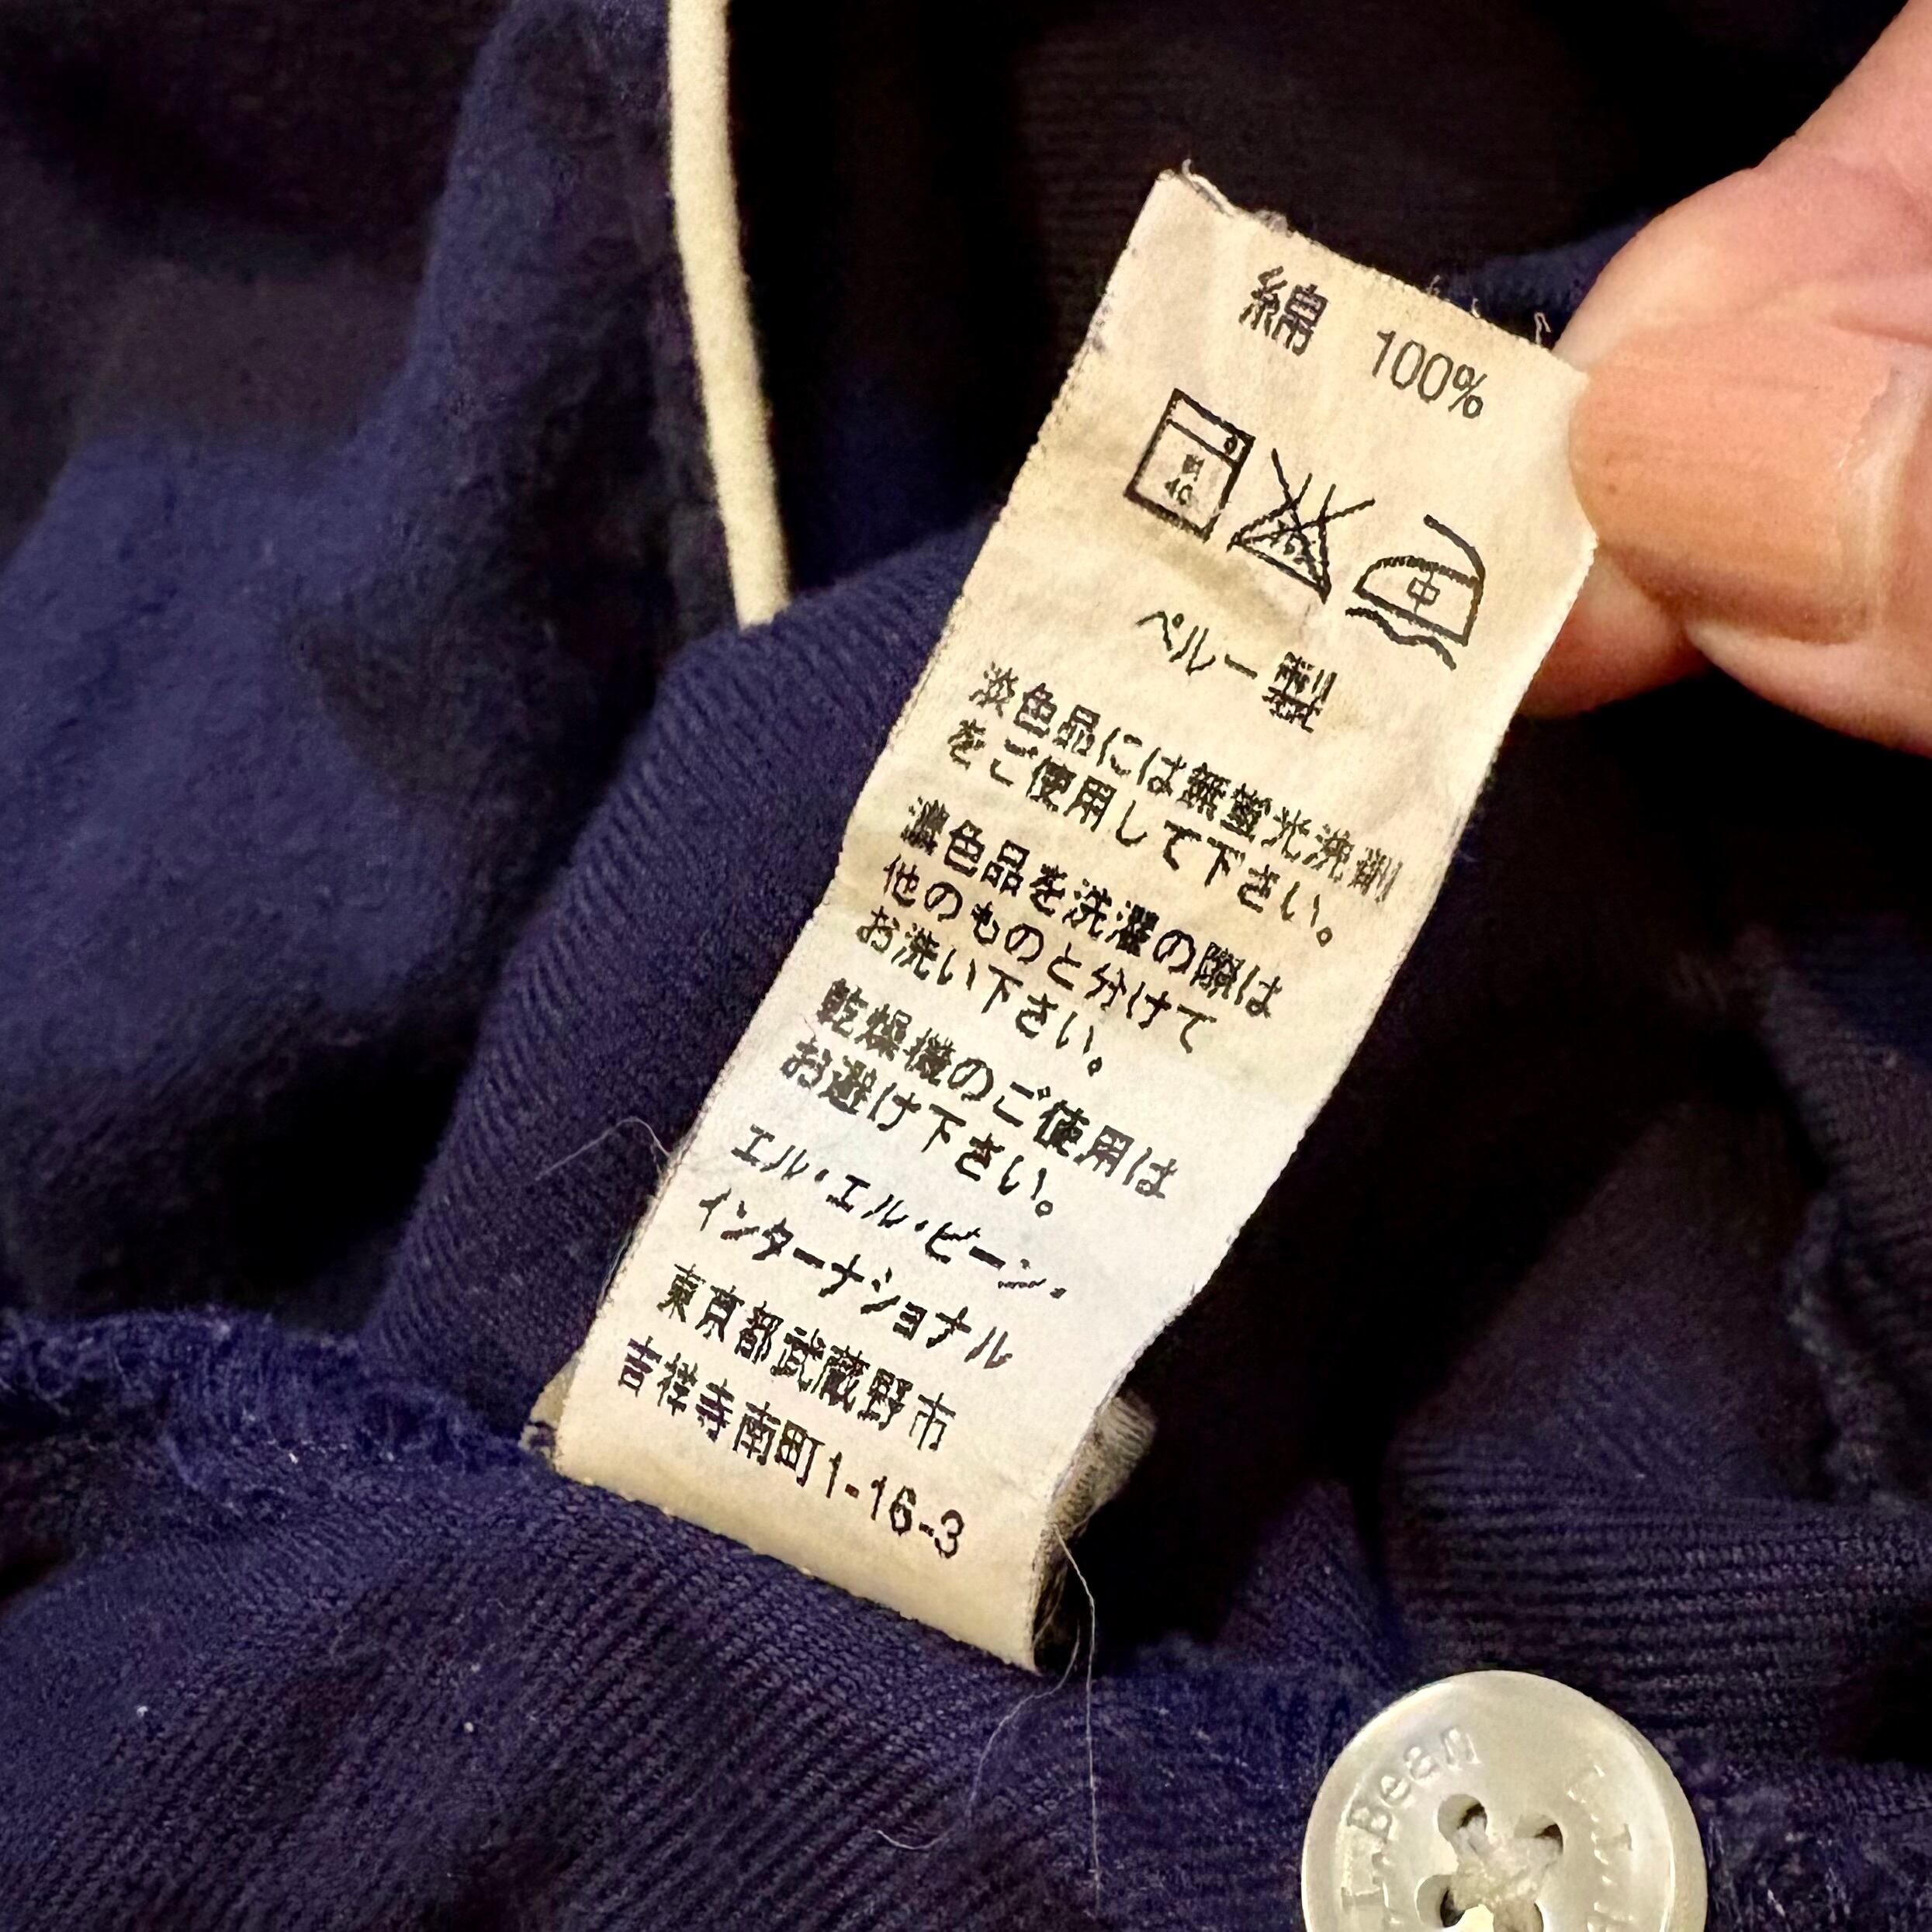 綿 100%
40
中
ペルー製
淡色品には無蛍光洗剤
をご使用して下さい。
濃色品を洗濯の際は
他のものと分けて
お洗い下さい。
乾燥機のご使用は
お避け下さい。
エル・エル・ビーン.
インターナショナル
東京都武蔵野市
吉祥寺南町1-16-3
L.L.Bean